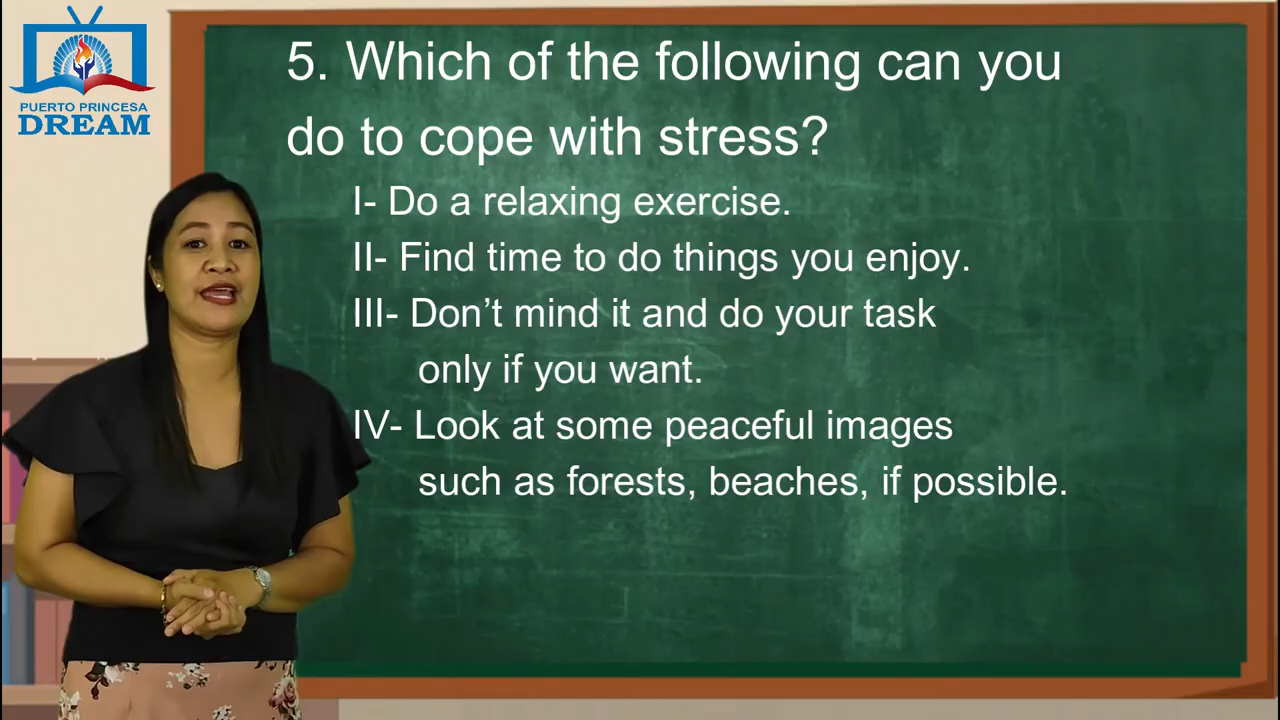 PUERTO PRINCESA
DREAM
5. Which of the following can you
do to cope with stress?
I- Do a relaxing exercise.
II- Find time to do things you enjoy.
III- Don’t mind it and do your task
only if you want.
IV- Look at some peaceful images
such as forests, beaches, if possible.